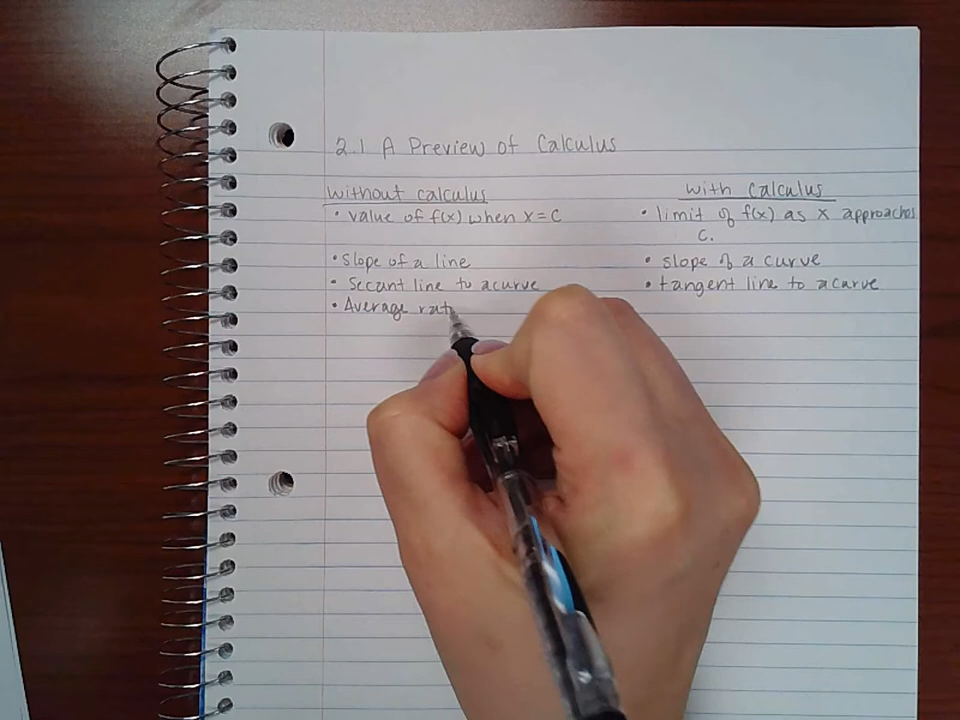 2.1 A Preview of Calculus
without calculus
with calculus
• value of f(x) when x = c
• limit of f(x) as x approaches
c.
• Slope of a line
• slope of a curve
• Secant line to a curve
• tangent line to a curve
• Average rat